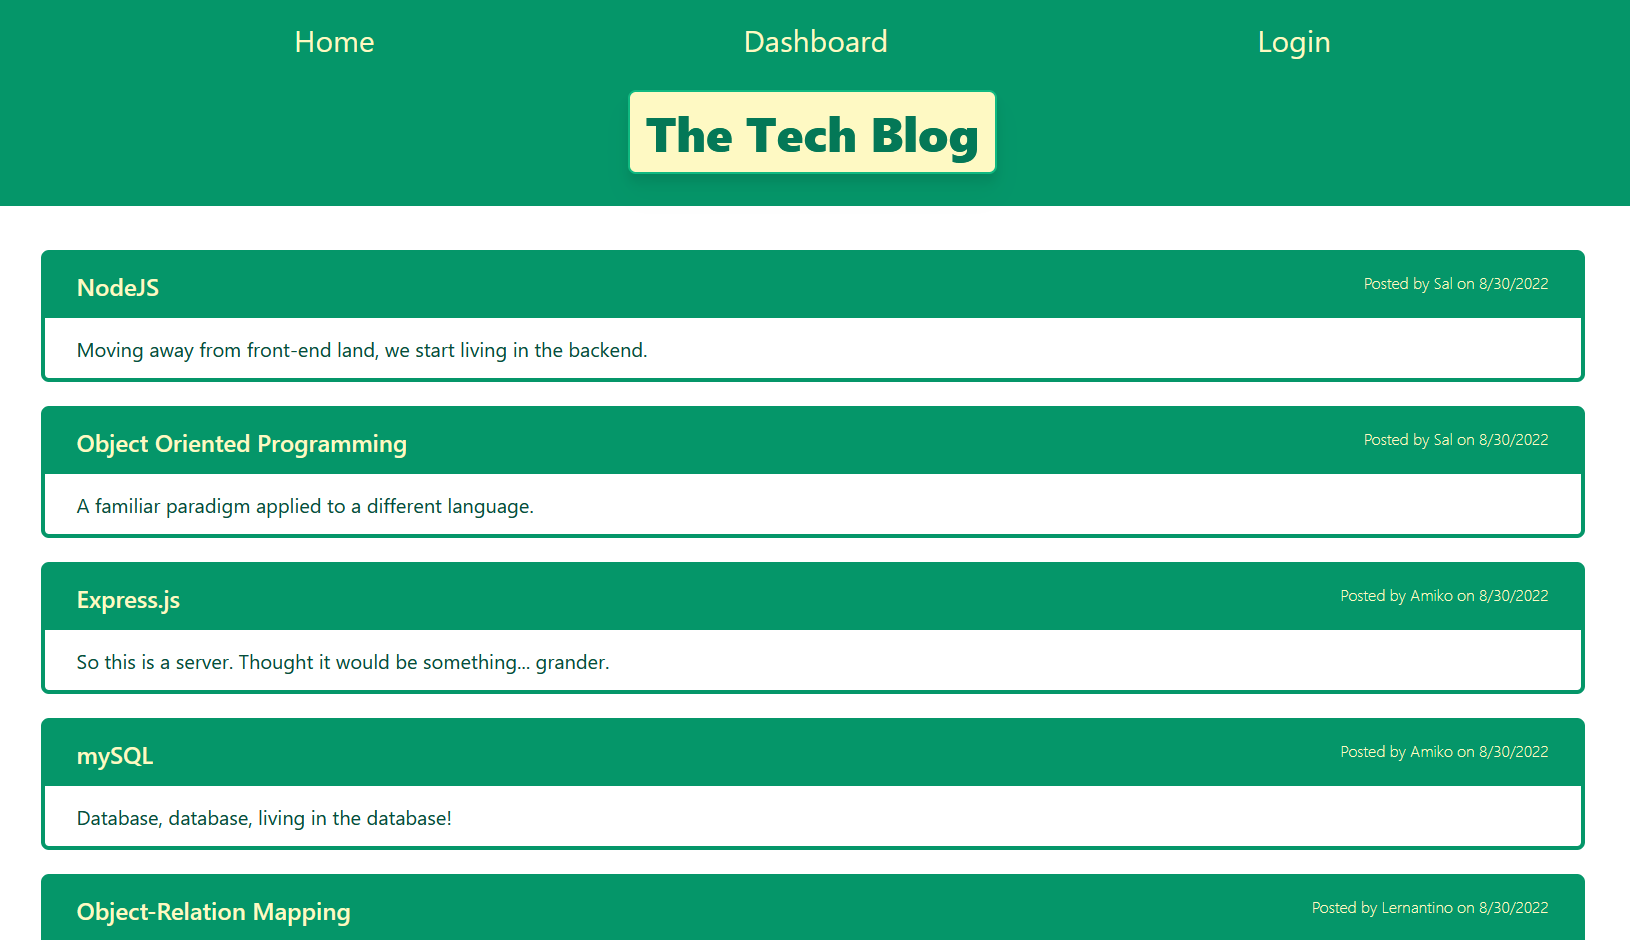 Home Dashboard Login
The Tech Blog
NodeJS Posted by Sal on 8/30/2022
Moving away from front-end land, we start living in the backend.
Object Oriented Programming Posted by Sal on 8/30/2022
A familiar paradigm applied to a different language.
Express.js Posted by Amiko on 8/30/2022
So this is a server. Thought it would be something... grander.
mySQL Posted by Amiko on 8/30/2022
Database, database, living in the database!
Object-Relation Mapping Posted by Lernantino on 8/30/2022